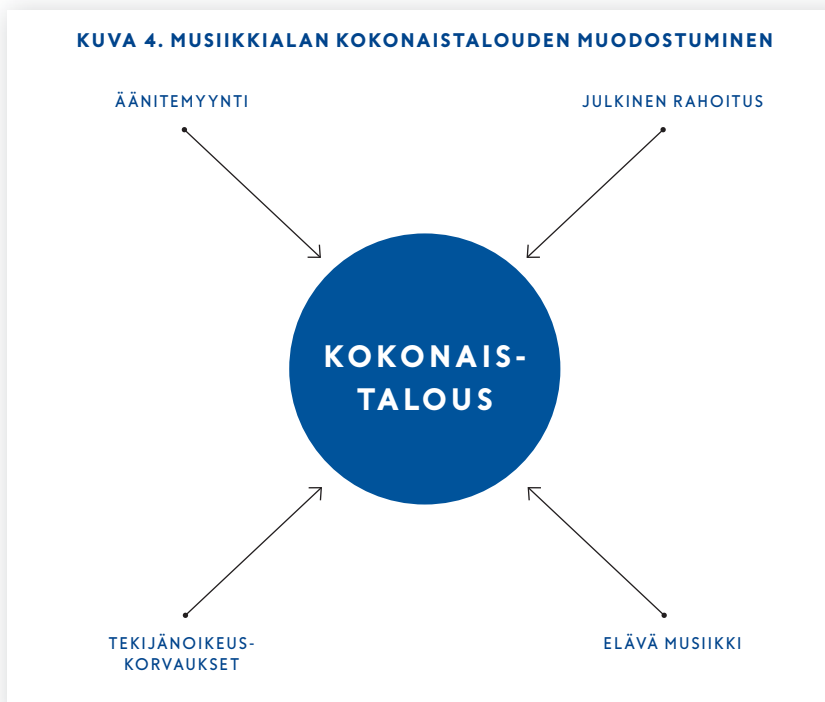 KUVA 4. MUSIIKKIALAN KOKONAISTALOUDEN MUODOSTUMINEN
ÄÄNITEMYYNTI
JULKINEN RAHOITUS
KOKONAIS-
TALOUS
TEKIJÄNOIKEUS-
KORVAUKSET
ELÄVÄ MUSIIKKI